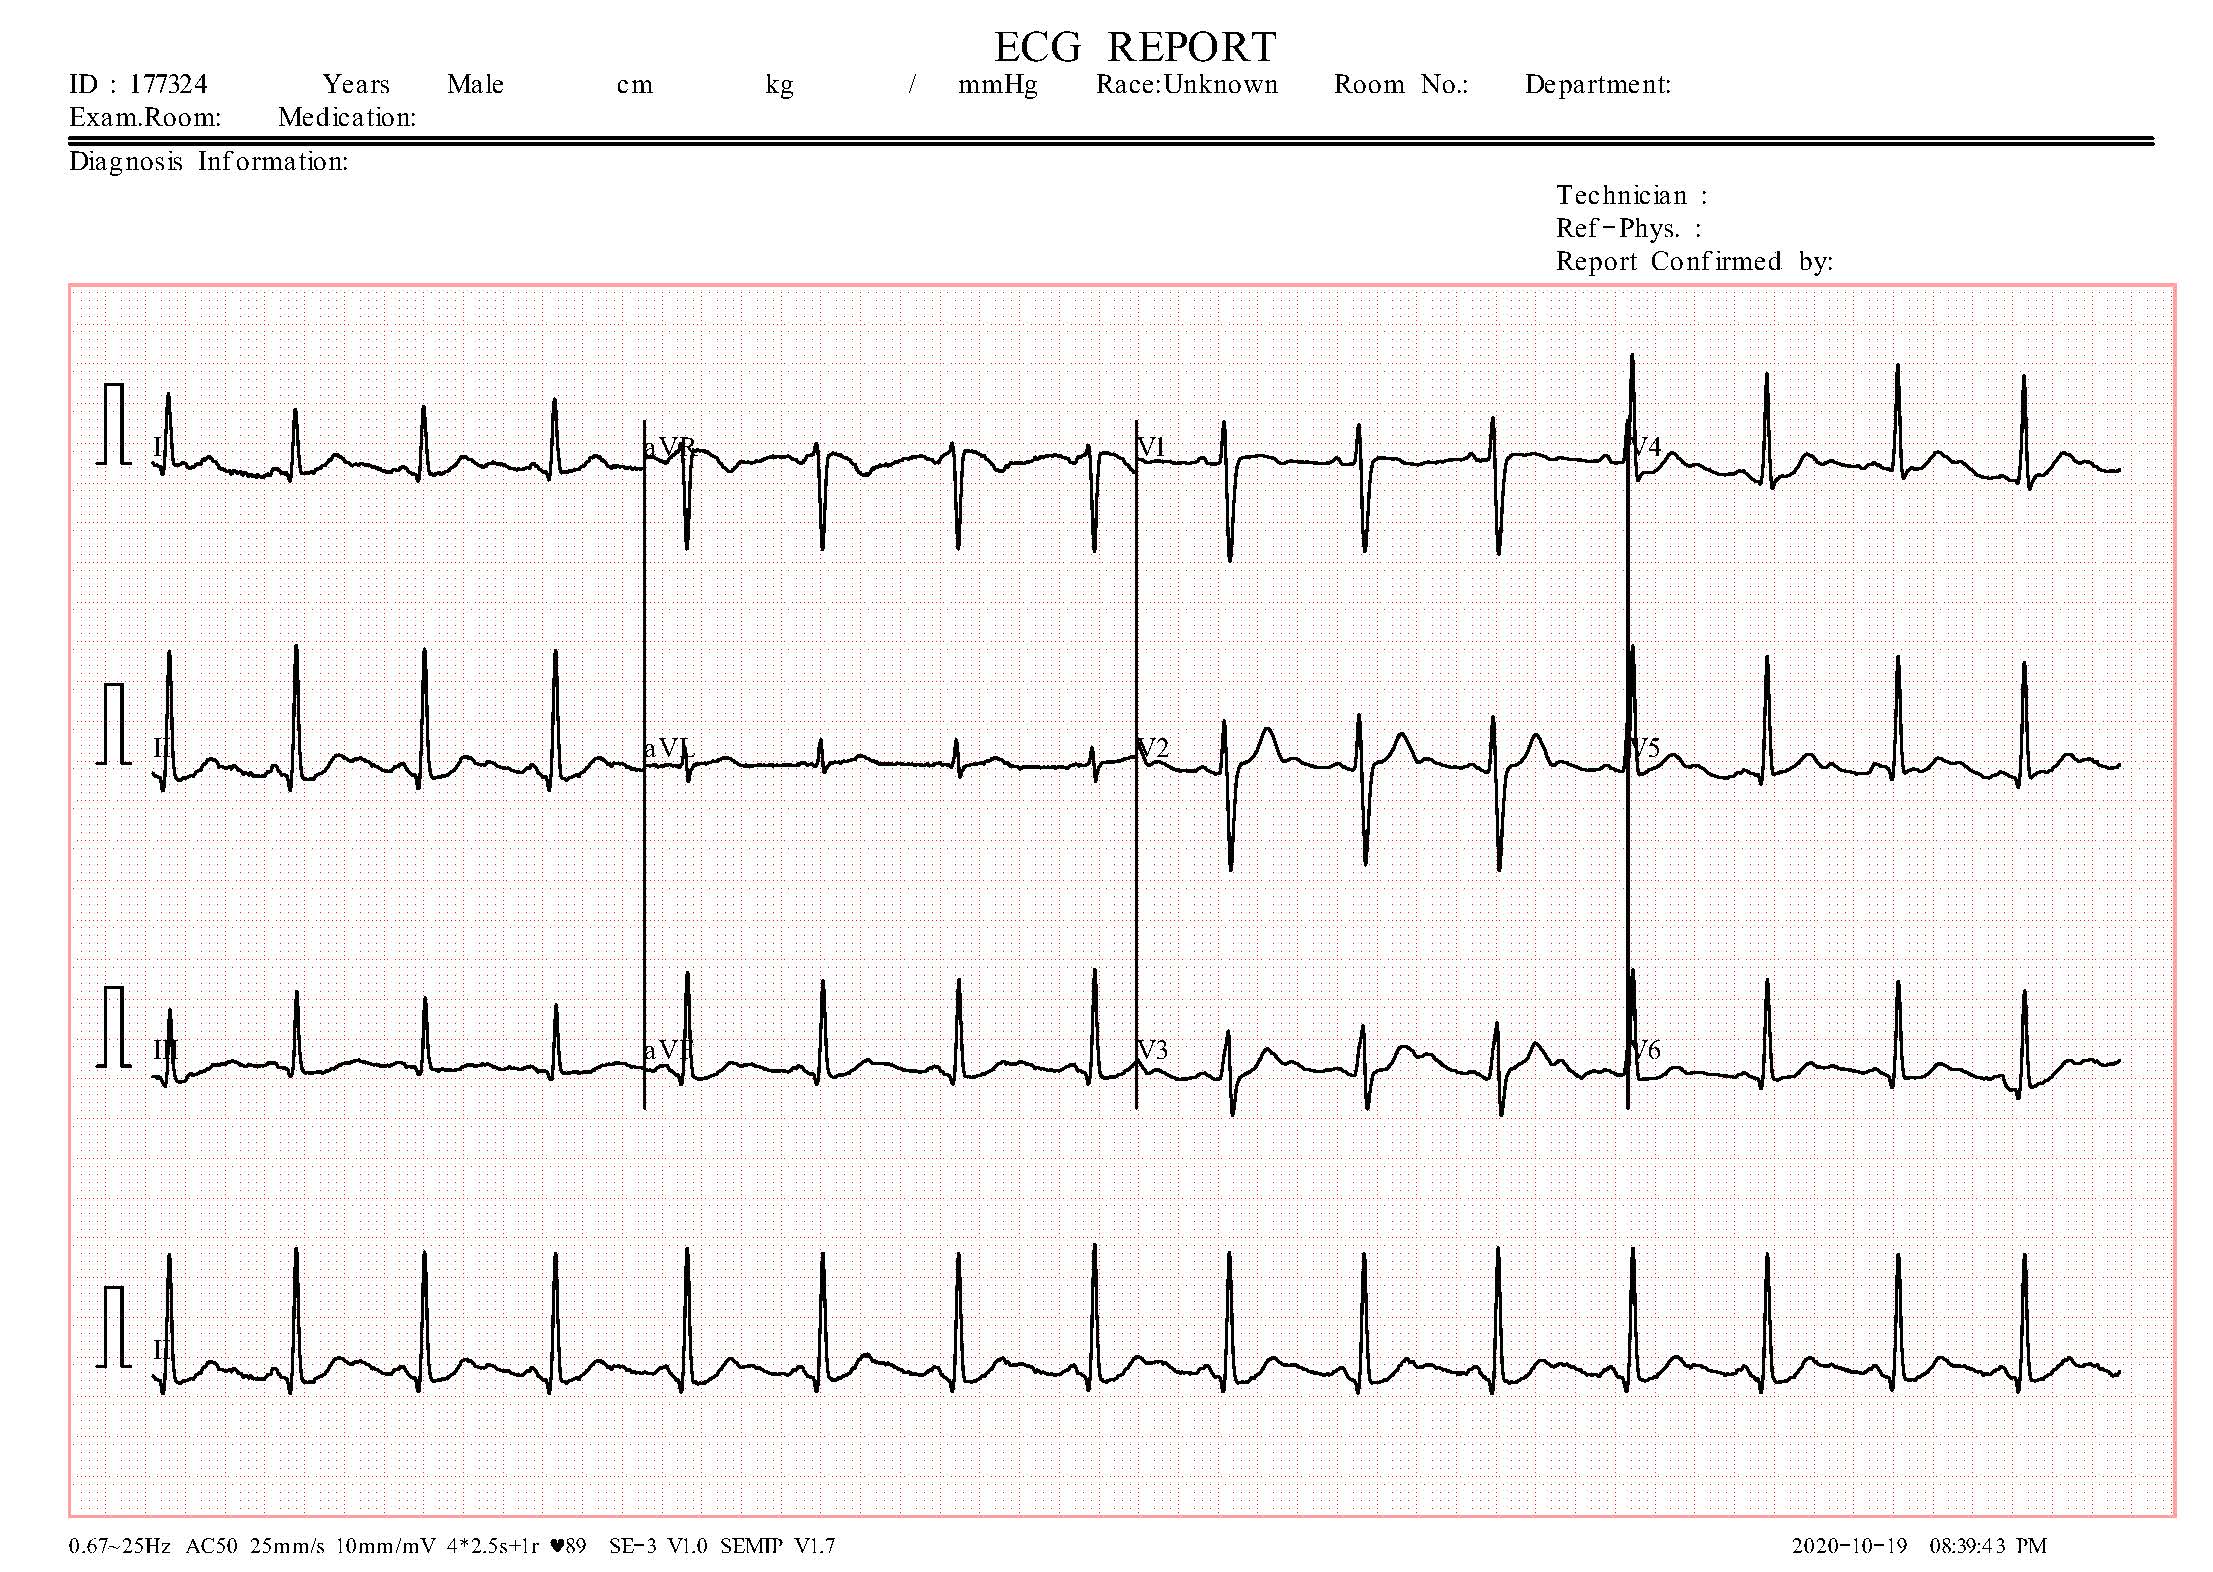 ECG REPORT
ID : 177324 Years Male cm kg / mmHg Race:Unknown Room No.: Department:
Exam.Room: Medication:
Diagnosis Information:
Technician :
Ref-Phys. :
Report Confirmed by:
I aVR V1 V4
II aVL V2 V5
III aVF V3 V6
II
0.67~25Hz AC50 25mm/s 10mm/mV 4*2.5s+1r ♥89 SE-3 V1.0 SEMIP V1.7 2020-10-19 08:39:43 PM